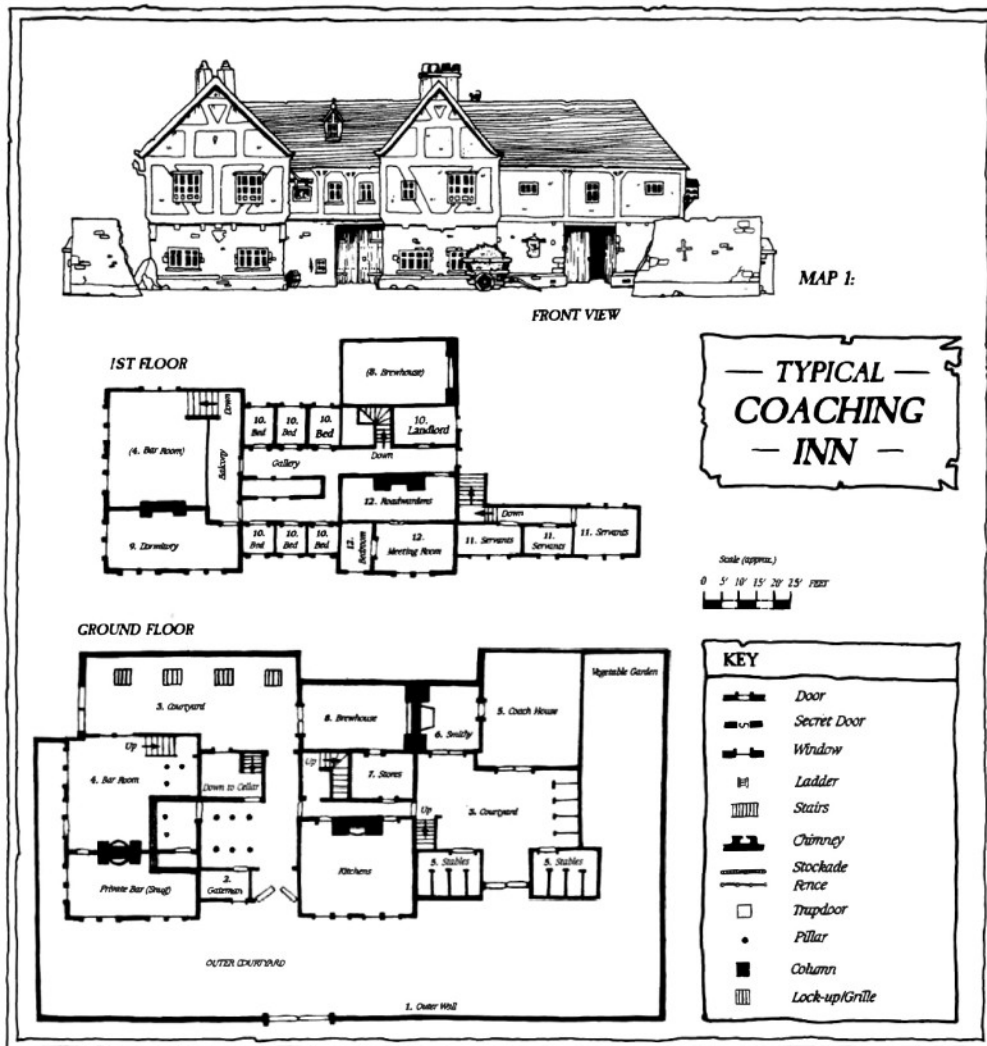 MAP 1:
FRONT VIEW
— TYPICAL —
COACHING
— INN —
1ST FLOOR
(8. Brewhouse)
Down
10.
Bed
10.
Bed
10.
Bed
10.
Landlord
(4. Bar Room)
Balcony
Gallery
Down
12. Roadwardens
Down
9. Dormitory
10.
Bed
10.
Bed
10.
Bed
12.
Bedroom
12.
Meeting Room
11. Servants
11.
Servants
11. Servants
Scale (approx.)
0 5' 10' 15' 20' 25' FEET
GROUND FLOOR
3. Courtyard
Vegetable Garden
8. Brewhouse
6. Smithy
5. Coach House
Up
4. Bar Room
Down to Cellar
Up
7. Stores
Up
3. Courtyard
Private Bar (Snug)
2.
Gateman
Kitchens
5. Stables
5. Stables
OUTER COURTYARD
1. Outer Wall
KEY
Door
Secret Door
Window
Ladder
Stairs
Chimney
Stockade
Fence
Trapdoor
Pillar
Column
Lock-up/Grille